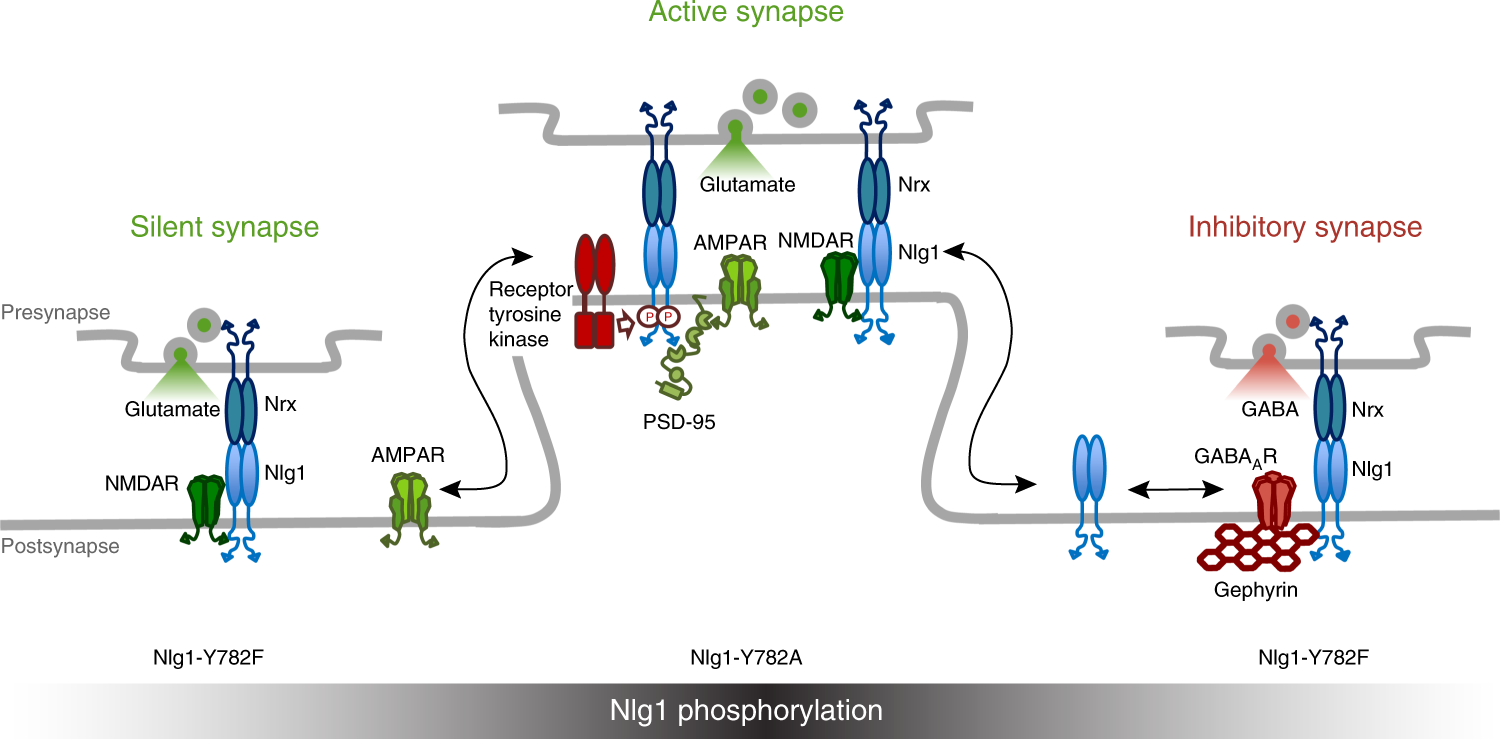 Active synapse
Glutamate
Nrx
AMPAR
NMDAR
Nlg1
Receptor
tyrosine
kinase
P
P
PSD-95
Silent synapse
Presynapse
Glutamate
Nrx
NMDAR
Nlg1
AMPAR
Postsynapse
Inhibitory synapse
GABA
Nrx
GABAAR
Nlg1
Gephyrin
Nlg1-Y782F
Nlg1-Y782A
Nlg1-Y782F
Nlg1 phosphorylation